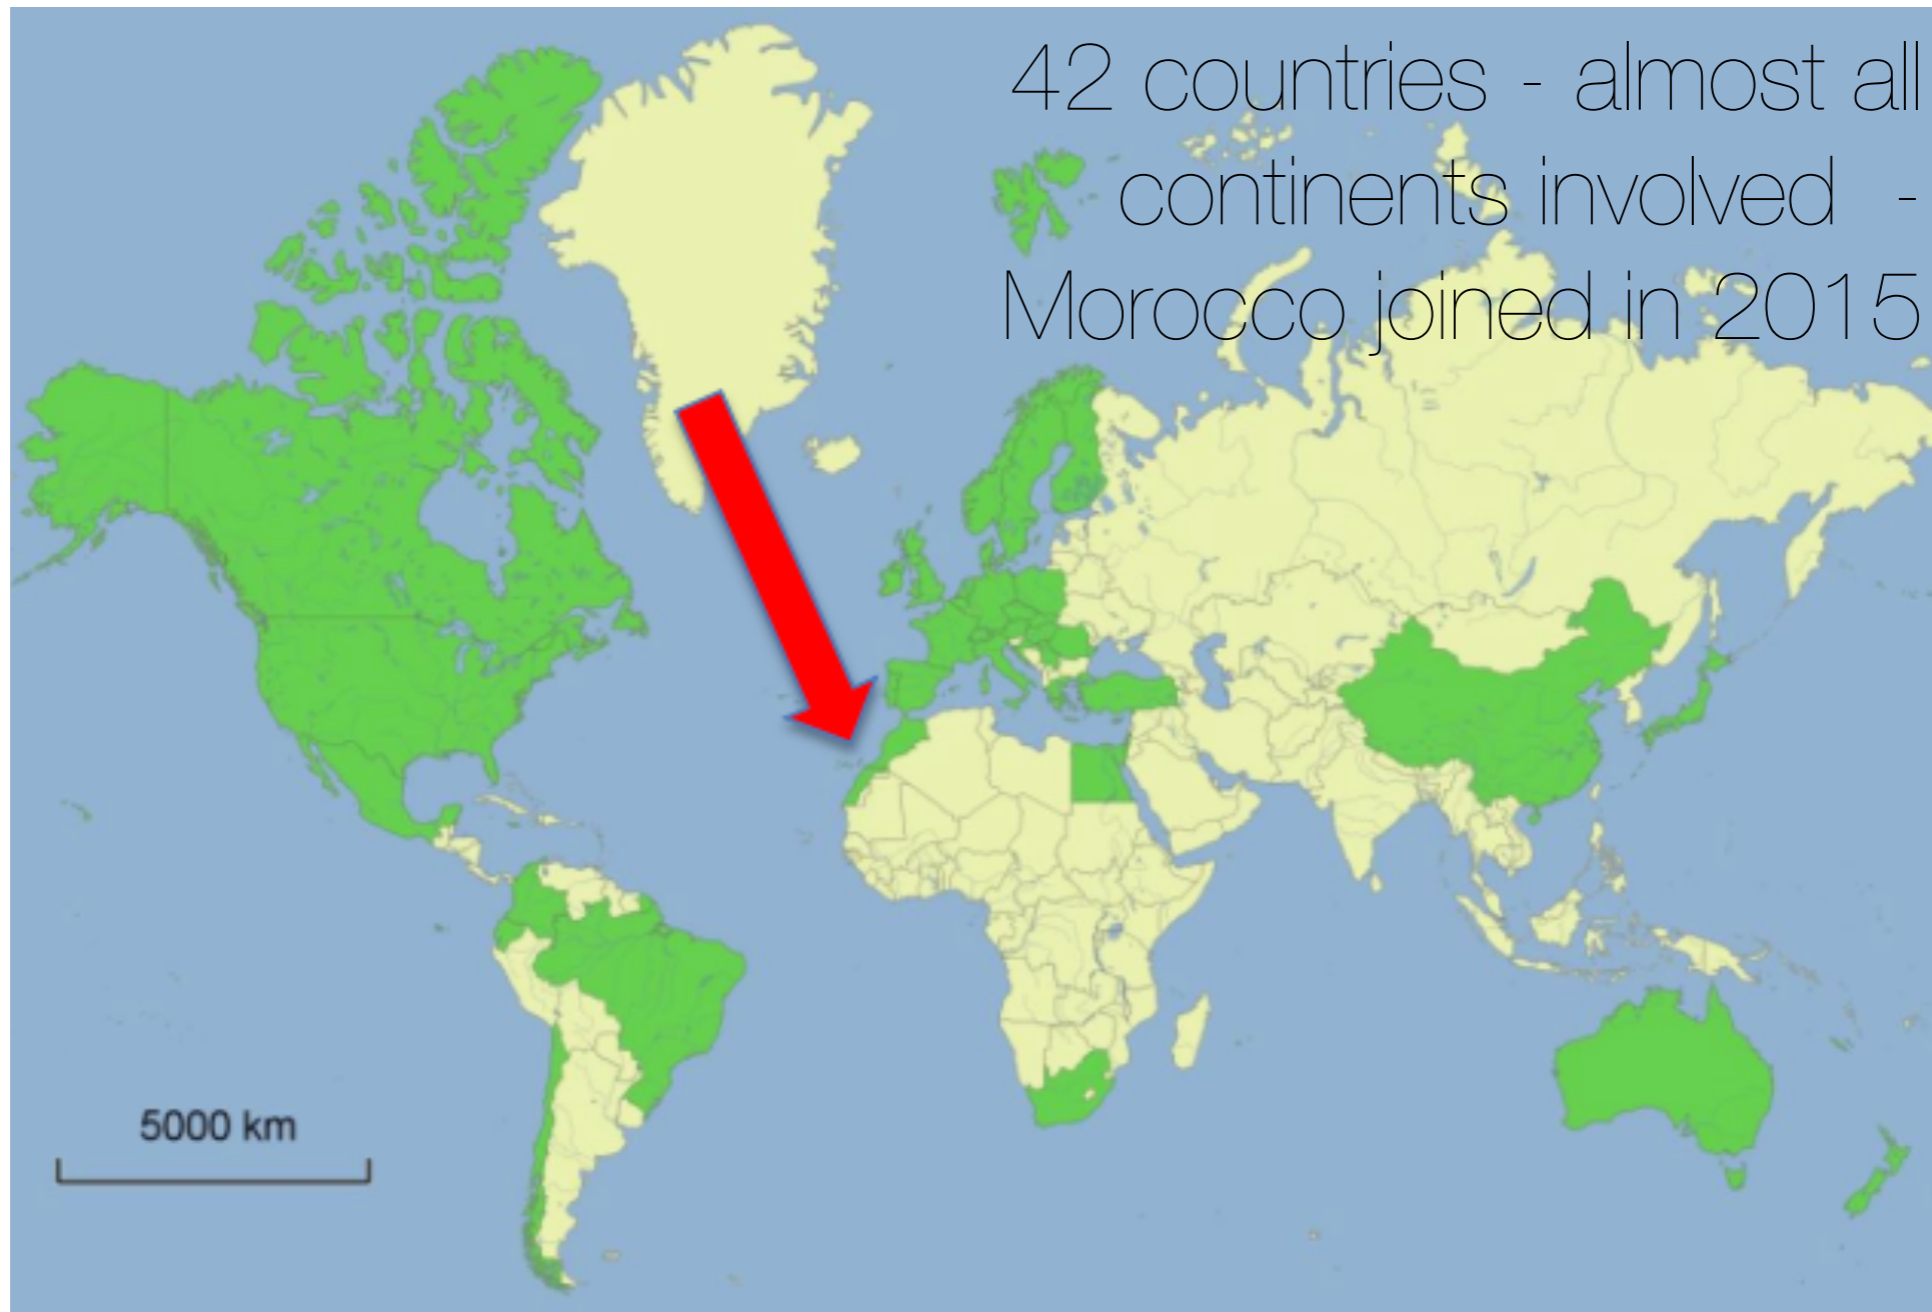 42 countries - almost all
continents involved -
Morocco joined in 2015
5000 km